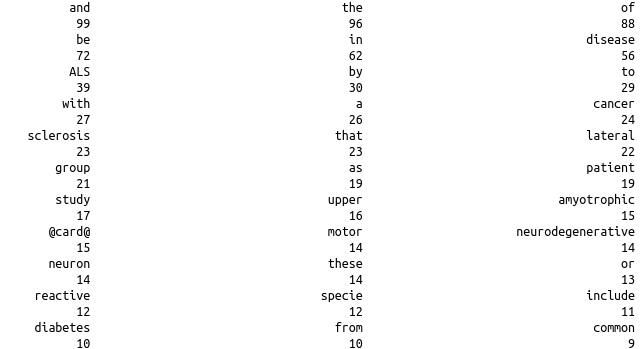 and the of
99 96 88
be in disease
72 62 56
ALS by to
39 30 29
with a cancer
27 26 24
sclerosis that lateral
23 23 22
group as patient
21 19 19
study upper amyotrophic
17 16 15
@card@ motor neurodegenerative
15 14 14
neuron these or
14 14 13
reactive specie include
12 12 11
diabetes from common
10 10 9